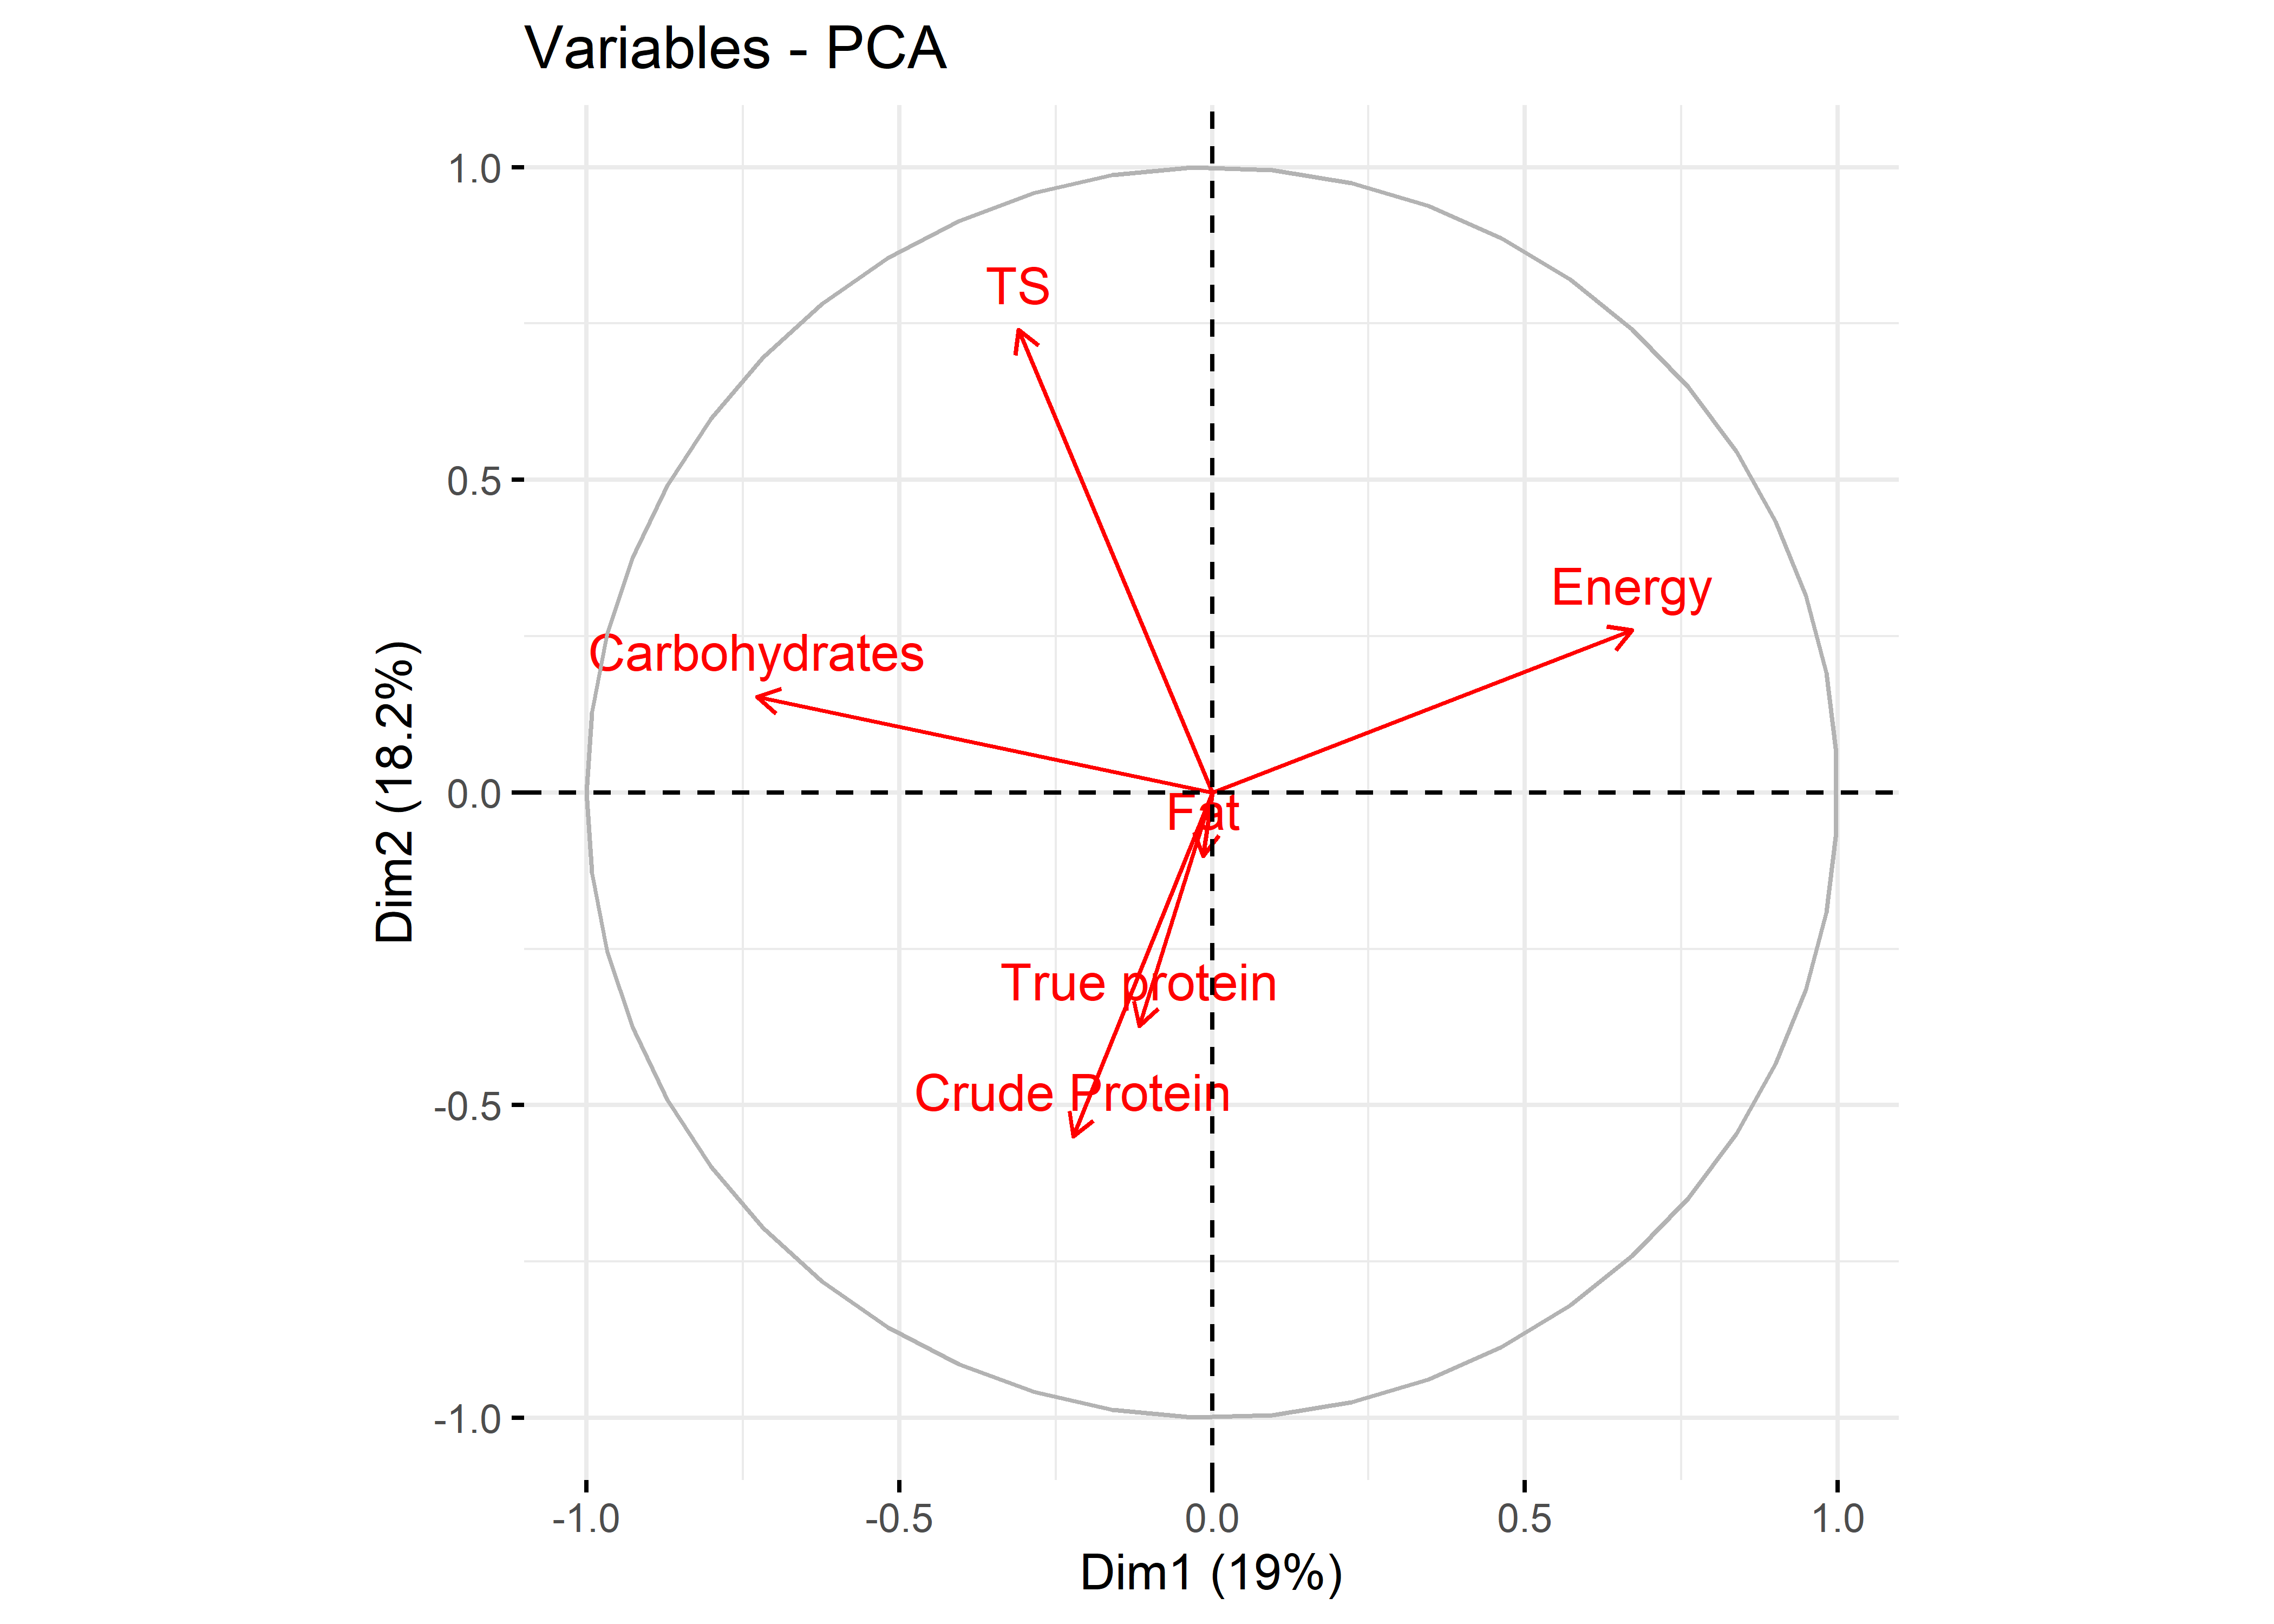 Variables - PCA
1.0
TS
0.5
Energy
Carbohydrates
0.0
Fat
True protein
Crude Protein
-0.5
-1.0
-1.0 -0.5 0.0 0.5 1.0
Dim1 (19%)
Dim2 (18.2%)